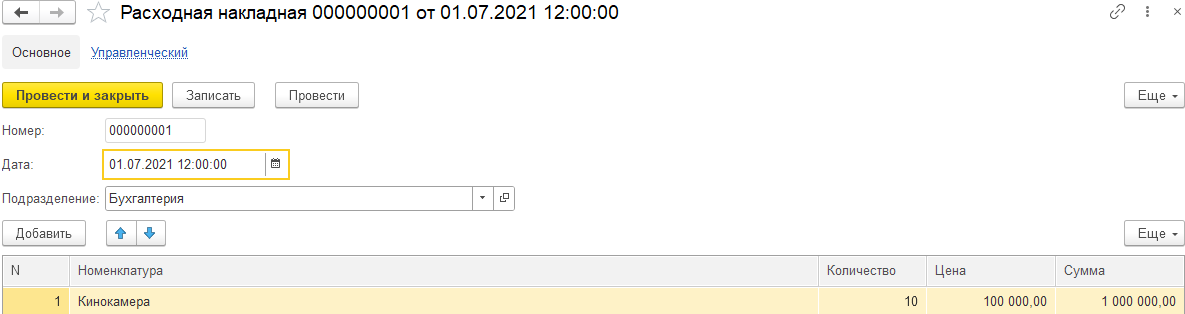 Расходная накладная 000000001 от 01.07.2021 12:00:00
Основное Управленческий
Провести и закрыть Записать Провести Еще
Номер: 000000001
Дата: 01.07.2021 12:00:00
Подразделение: Бухгалтерия
Добавить Еще
N Номенклатура Количество Цена Сумма
1 Кинокамера 10 100 000,00 1 000 000,00